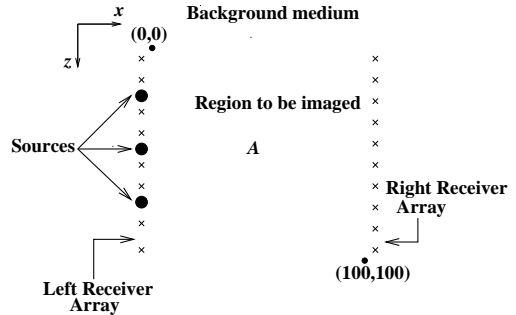 Background medium
x
(0,0)
z
Region to be imaged
Sources
A
Right Receiver
Array
(100,100)
Left Receiver
Array